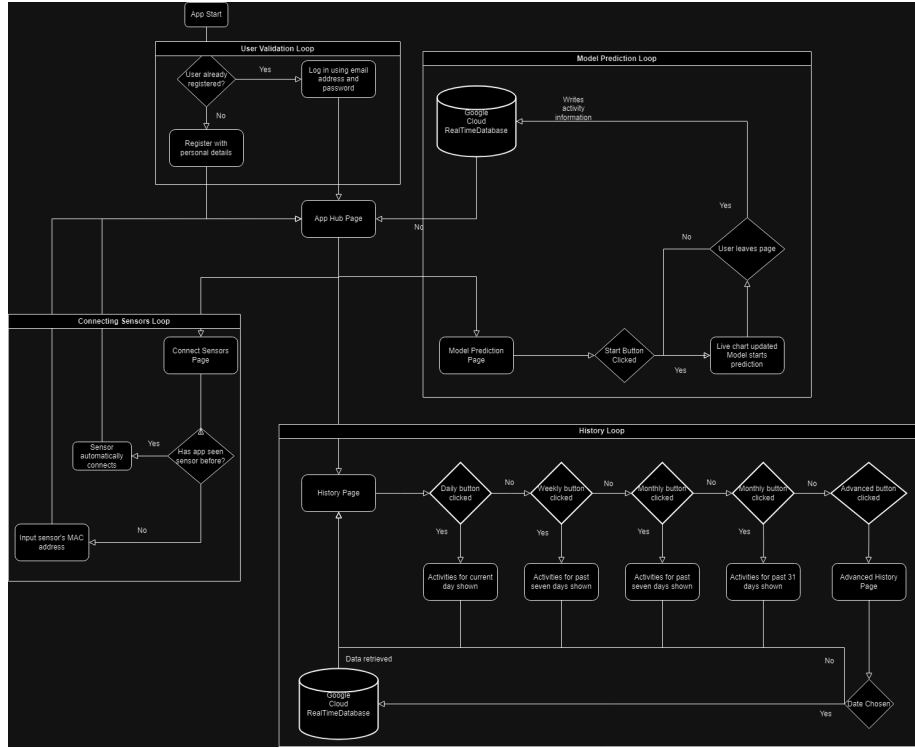 App Start
User Validation Loop
User already
registered?
Yes
Log in using email
address and
password
No
Register with
personal details
App Hub Page
Model Prediction Loop
Google
Cloud
RealTimeDatabase
Writes
activity
information
Yes
No
No
User leaves page
Model Prediction
Page
Start Button
Clicked
Yes
Live chart updated
Model starts
prediction
Connecting Sensors Loop
Connect Sensors
Page
Has app seen
sensor before?
Yes
Sensor
automatically
connects
No
Input sensor's MAC
address
History Loop
History Page
Daily button
clicked
No
Weekly button
clicked
No
Monthly button
clicked
No
Monthly button
clicked
No
Advanced button
clicked
Yes
Yes
Yes
Yes
Activities for current
day shown
Activities for past
seven days shown
Activities for past
seven days shown
Activities for past 31
days shown
Advanced History
Page
Data retrieved
No
Google
Cloud
RealTimeDatabase
Yes
Date Chosen